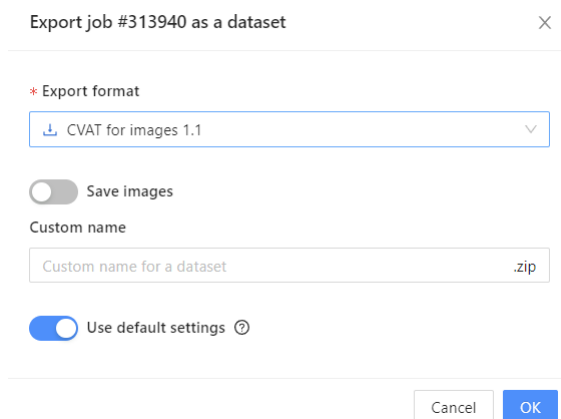 Export job #313940 as a dataset
* Export format
CVAT for images 1.1
Save images
Custom name
Custom name for a dataset .zip
Use default settings
Cancel OK